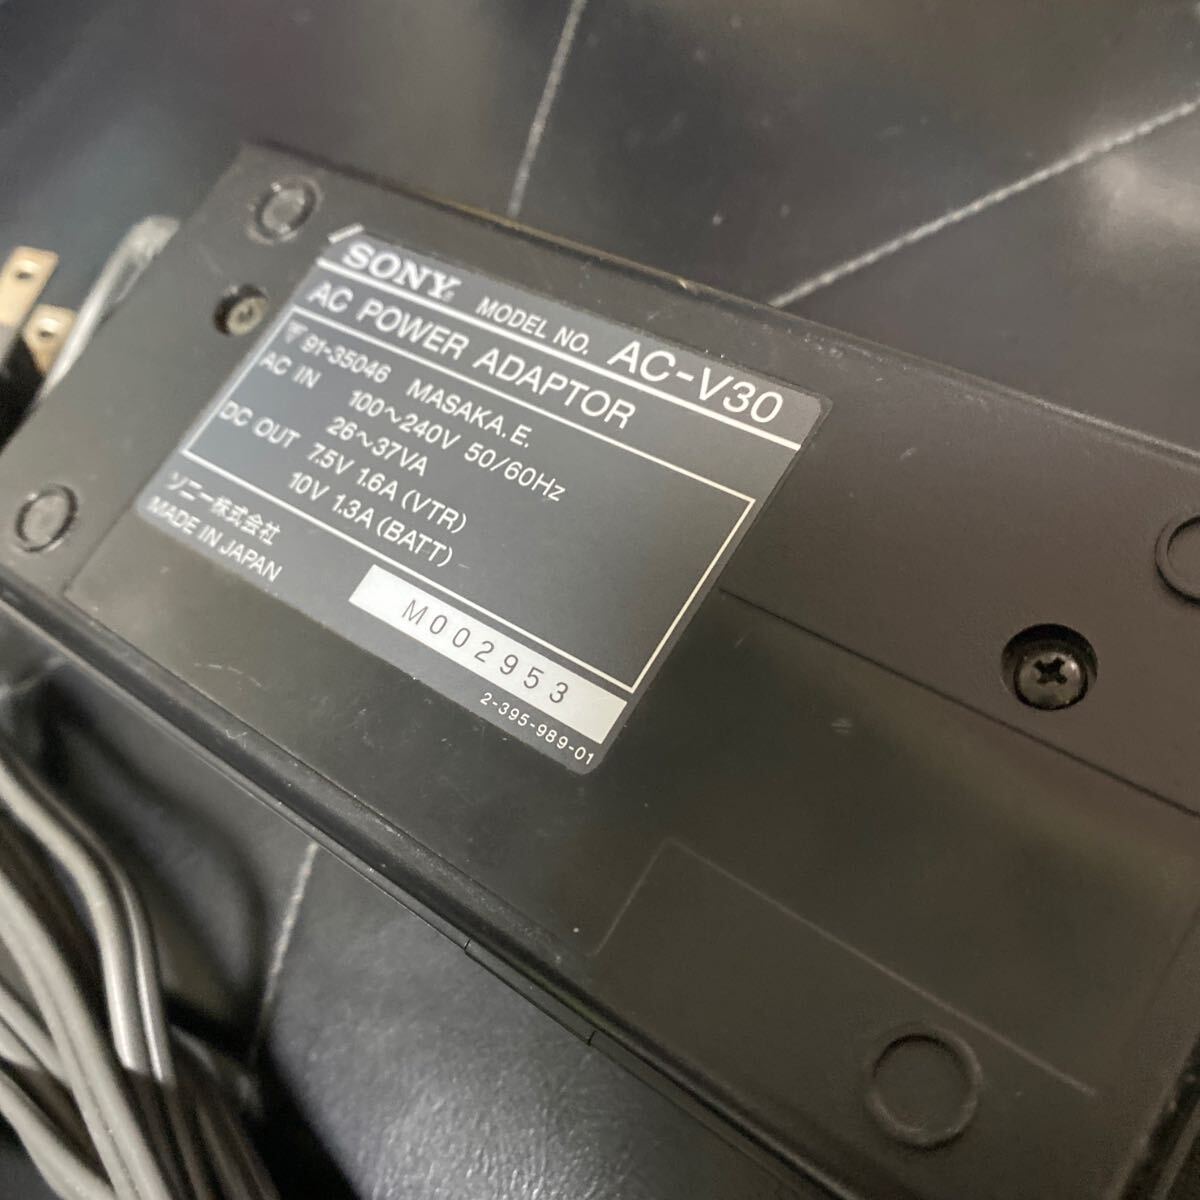 SONY® MODEL NO. AC-V30
AC POWER ADAPTOR
〒 91-35046 MASAKA.E.
AC IN 100～240V 50/60Hz
26～37VA
DC OUT 7.5V 1.6A (VTR)
10V 1.3A (BATT)
ソニー株式会社
MADE IN JAPAN
M002953
2-395-989-01